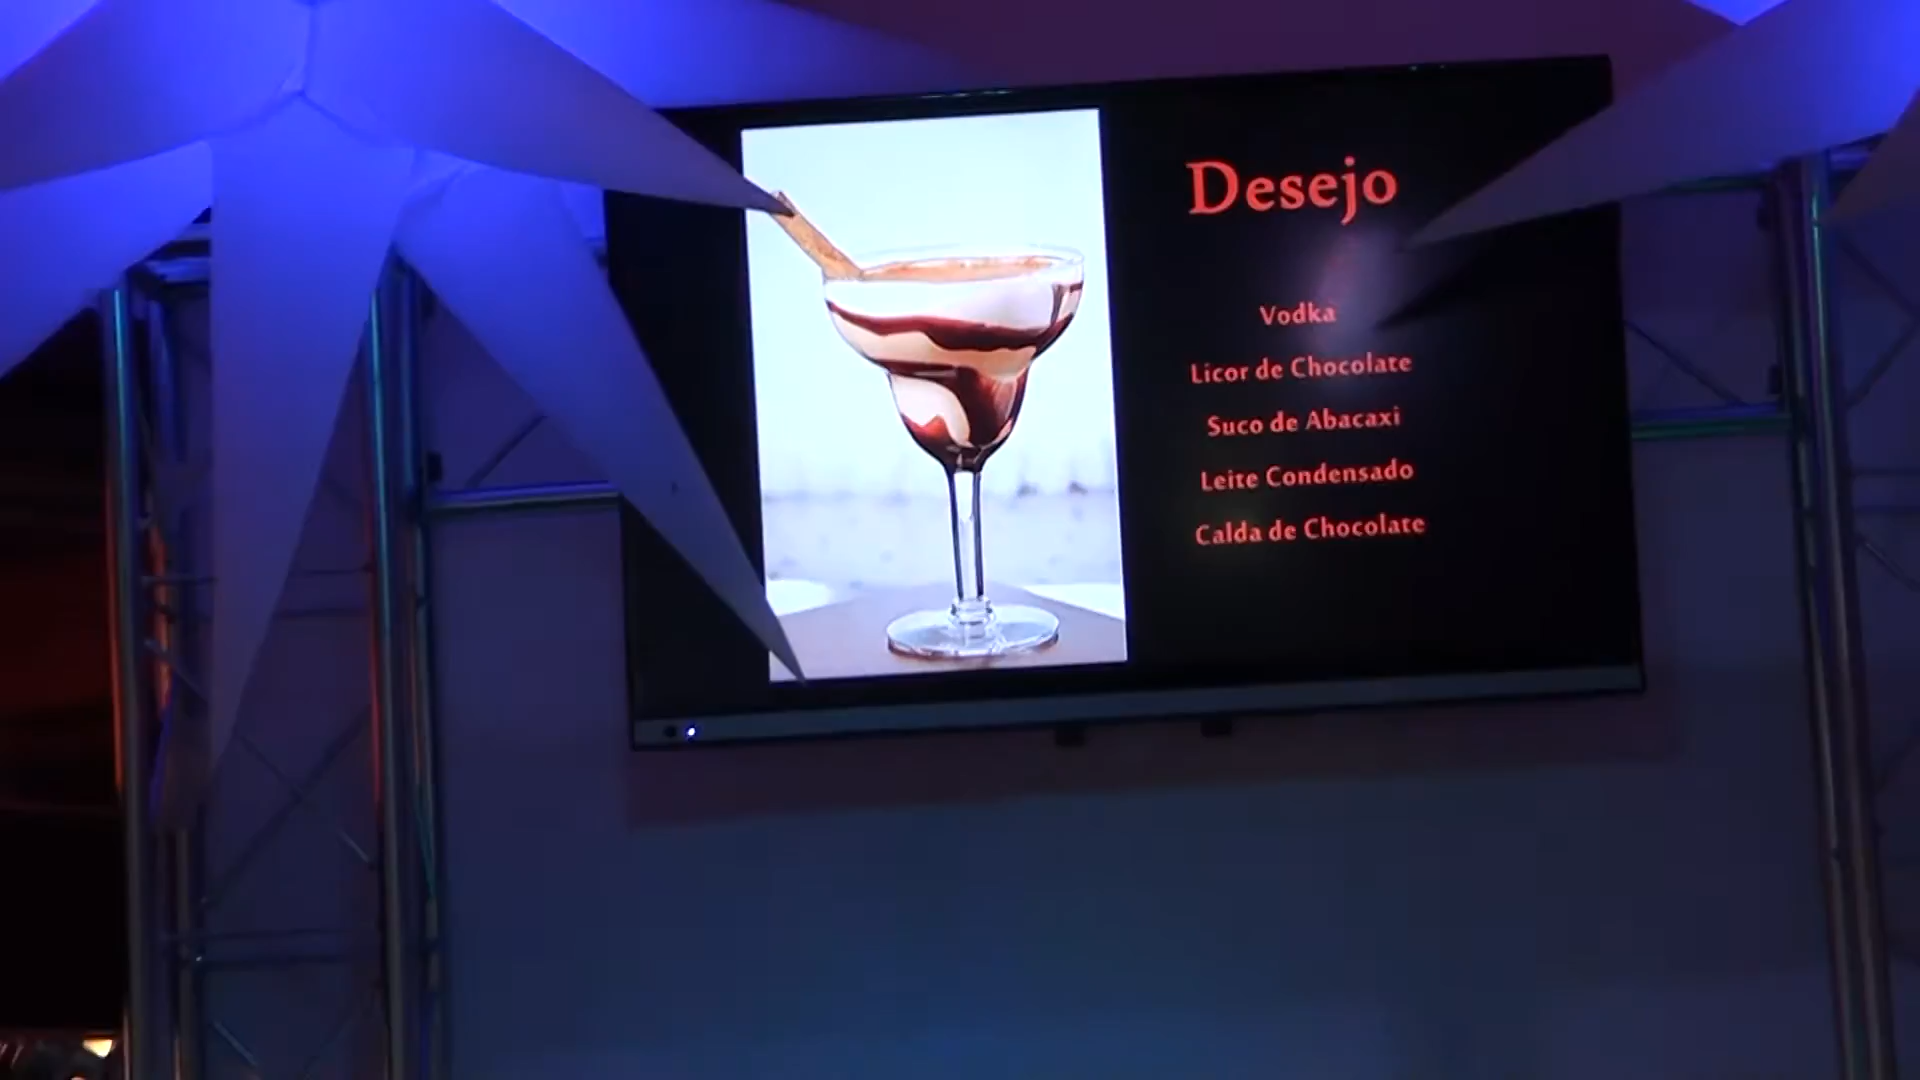 Desejo
Vodka
Licor de Chocolate
Suco de Abacaxi
Leite Condensado
Calda de Chocolate